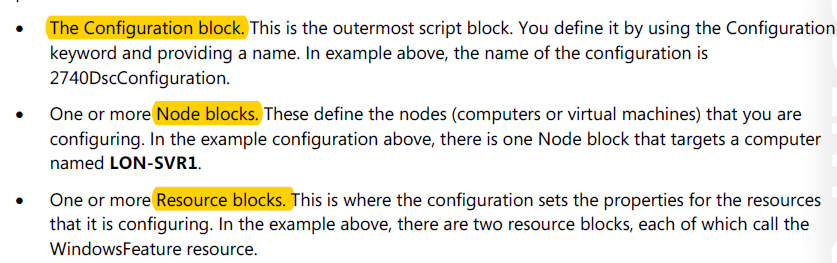 • The Configuration block. This is the outermost script block. You define it by using the Configuration
keyword and providing a name. In example above, the name of the configuration is
2740DscConfiguration.
• One or more Node blocks. These define the nodes (computers or virtual machines) that you are
configuring. In the example configuration above, there is one Node block that targets a computer
named LON-SVR1.
• One or more Resource blocks. This is where the configuration sets the properties for the resources
that it is configuring. In the example above, there are two resource blocks, each of which call the
WindowsFeature resource.